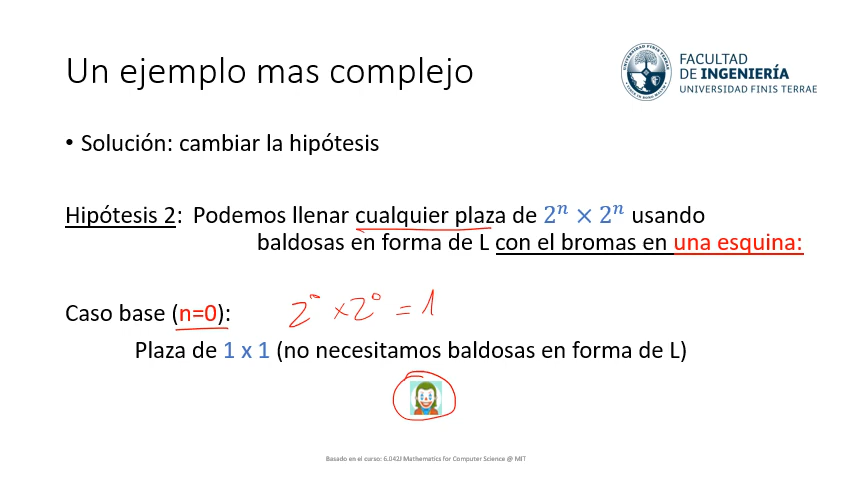 Un ejemplo mas complejo
FACULTAD
DE INGENIERÍA
UNIVERSIDAD FINIS TERRAE
• Solución: cambiar la hipótesis
Hipótesis 2: Podemos llenar cualquier plaza de 2ⁿ × 2ⁿ usando
baldosas en forma de L con el bromas en una esquina:
Caso base (n=0):
2⁰ × 2⁰ = 1
Plaza de 1 x 1 (no necesitamos baldosas en forma de L)
Basado en el curso: 6.042J Mathematics for Computer Science @ MIT